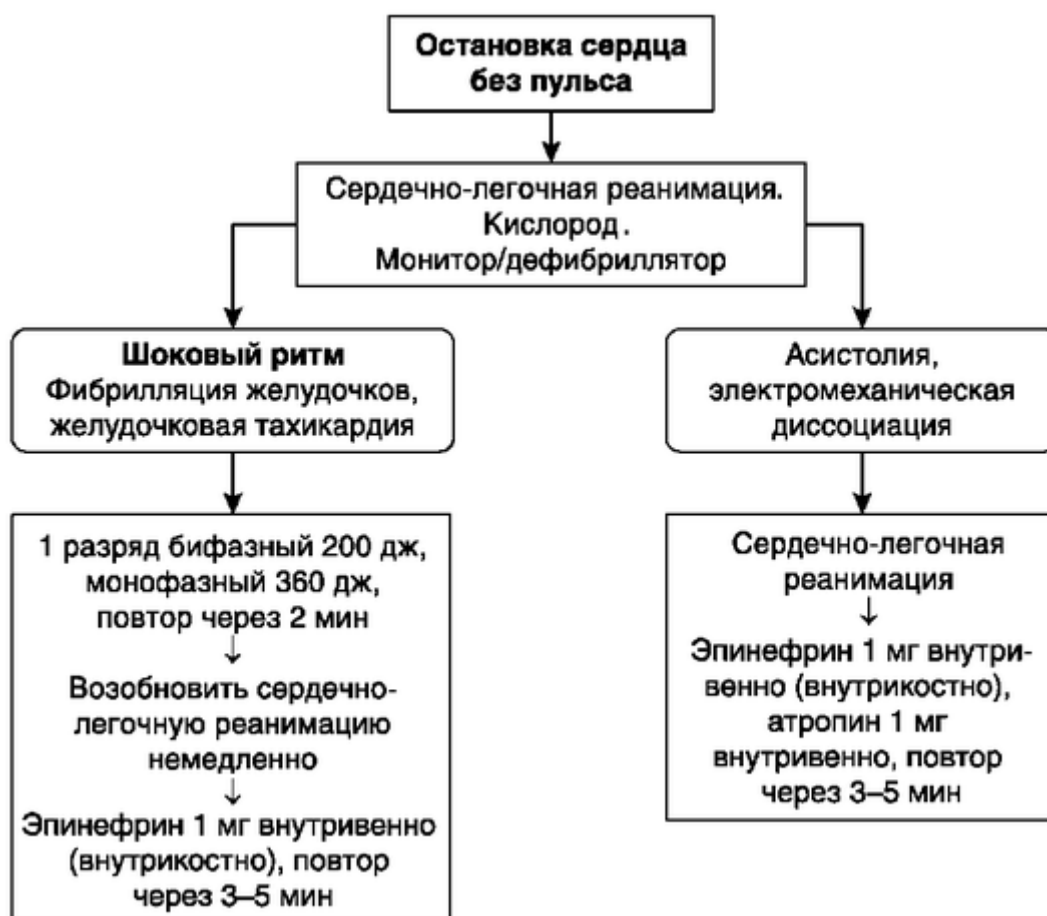 Остановка сердца
без пульса
Сердечно-легочная реанимация.
Кислород.
Монитор/дефибриллятор
Шоковый ритм
Фибрилляция желудочков,
желудочковая тахикардия
Асистолия,
электромеханическая
диссоциация
1 разряд бифазный 200 дж,
монофазный 360 дж,
повтор через 2 мин
↓
Возобновить сердечно-
легочную реанимацию
немедленно
↓
Эпинефрин 1 мг внутривенно
(внутрикостно), повтор
через 3–5 мин
Сердечно-легочная
реанимация
↓
Эпинефрин 1 мг внутри-
венно (внутрикостно),
атропин 1 мг
внутривенно, повтор
через 3–5 мин